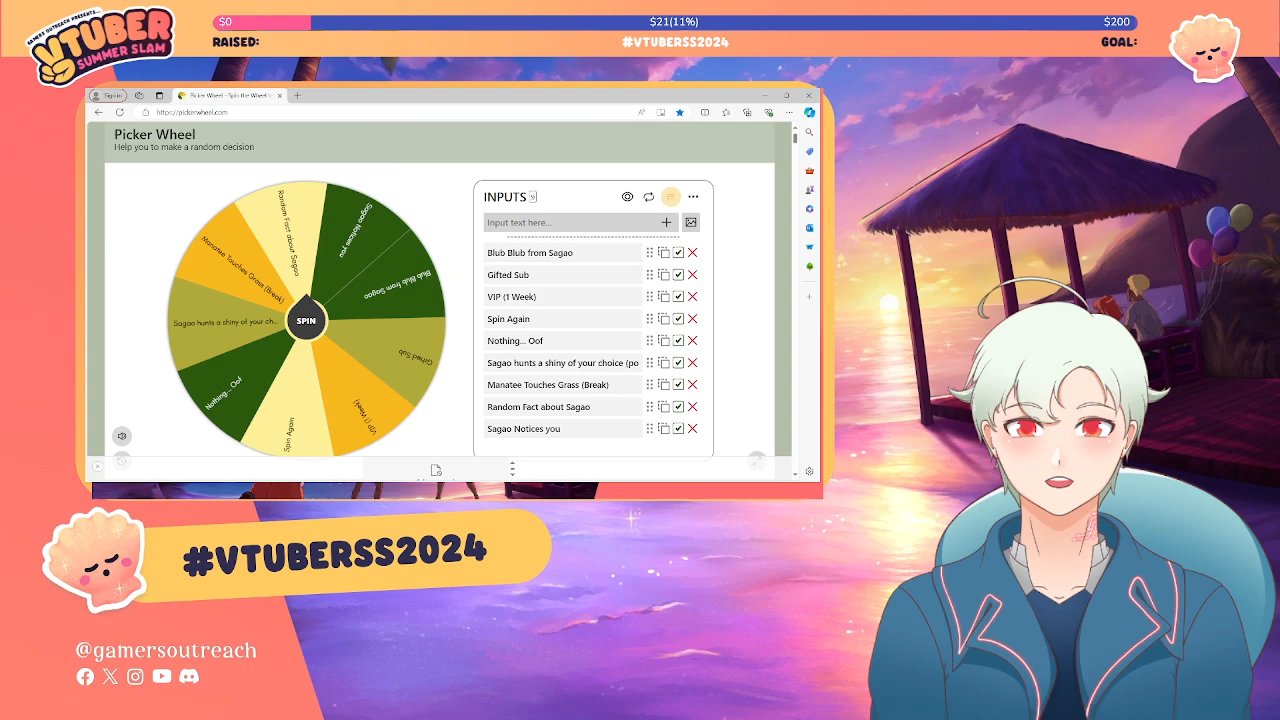 GAMERS OUTREACH PRESENTS...
VTUBER
SUMMER SLAM
$0
$21(11%)
$200
RAISED:
#VTUBERSS2024
GOAL:
Sign in
Picker Wheel - Spin the Wheel to
https://pickerwheel.com
Picker Wheel
Help you to make a random decision
Random Fact about Sagao
Sagao Notices you
Blub Blub from Sagao
Gifted Sub
VIP (1 Week)
Spin Again
Nothing... Oof
Sagao hunts a shiny of your ch...
Manatee Touches Grass (Break)
SPIN
INPUTS 9
Input text here...
Blub Blub from Sagao
Gifted Sub
VIP (1 Week)
Spin Again
Nothing... Oof
Sagao hunts a shiny of your choice (po
Manatee Touches Grass (Break)
Random Fact about Sagao
Sagao Notices you
#VTUBERSS2024
@gamersoutreach